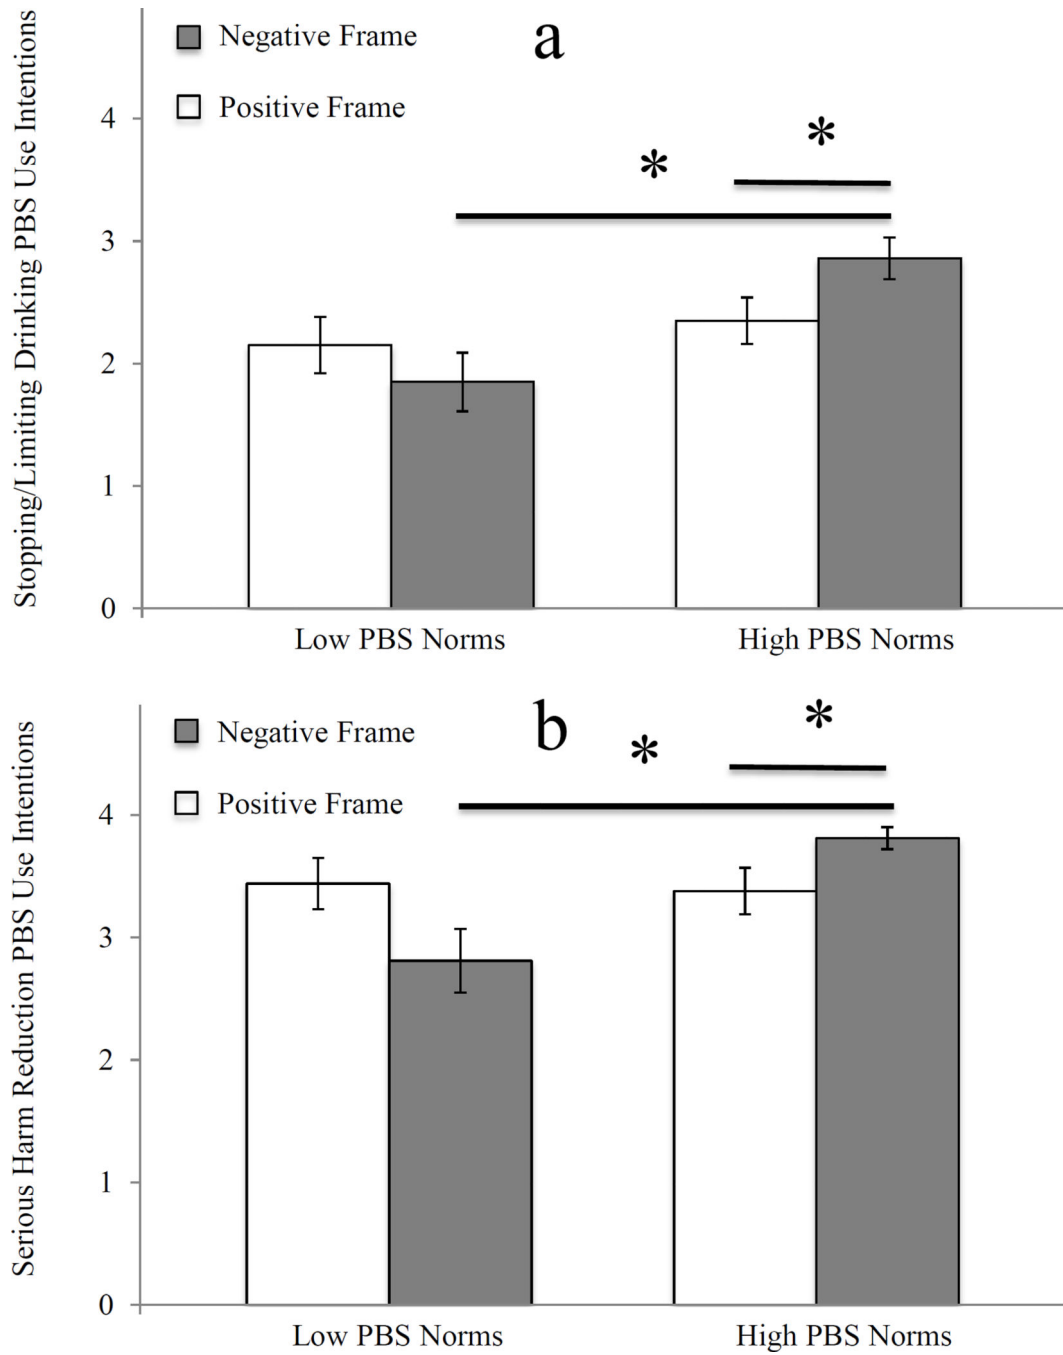 Negative Frame
Positive Frame
a
Stopping/Limiting Drinking PBS Use Intentions
4
3
2
1
0
*
*
Low PBS Norms
High PBS Norms
Negative Frame
Positive Frame
b
Serious Harm Reduction PBS Use Intentions
4
3
2
1
0
*
*
Low PBS Norms
High PBS Norms